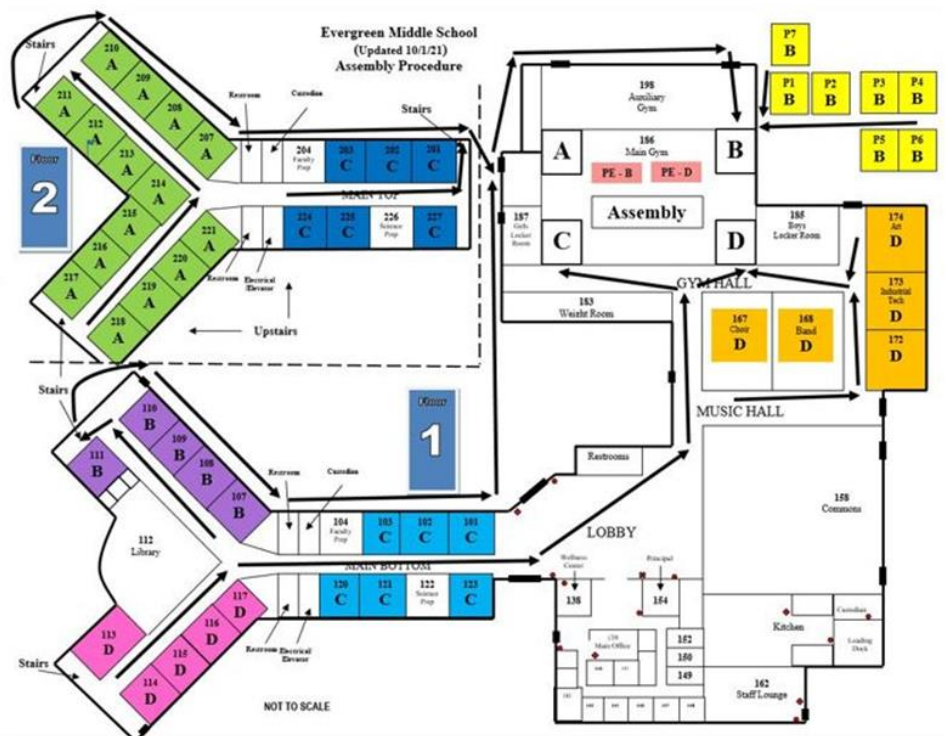 Evergreen Middle School
(Updated 10/1/21)
Assembly Procedure
Stairs
210
A
209
A
208
A
207
A
211
A
212
A
213
A
214
A
215
A
216
A
217
A
218
A
219
A
220
A
221
A
Floor
2
Restroom
Custodian
Stairs
204
Faculty
Prep
203
C
202
C
201
C
MAIN TOP
224
C
225
C
226
Science
Prep
227
C
Restroom
Electrical
/Elevator
Upstairs
Stairs
198
Auxiliary
Gym
186
Main Gym
A
B
PE - B
PE - D
Assembly
C
D
187
Girls
Locker
Room
185
Boys
Locker Room
P7
B
P1
B
P2
B
P3
B
P4
B
P5
B
P6
B
GYM HALL
183
Weight Room
167
Choir
D
168
Band
D
174
Art
D
173
Industrial
Tech
D
172
D
MUSIC HALL
Floor
1
110
B
109
B
108
B
107
B
111
B
112
Library
Restroom
Custodian
104
Faculty
Prep
103
C
102
C
101
C
MAIN BOTTOM
120
C
121
C
122
Science
Prep
123
C
Restroom
Electrical
Elevator
113
D
114
D
115
D
116
D
117
D
Stairs
NOT TO SCALE
Restrooms
LOBBY
158
Commons
Wellness
Center
138
Principal
154
Main Office
152
150
149
Kitchen
Custodian
Loading
Dock
162
Staff Lounge